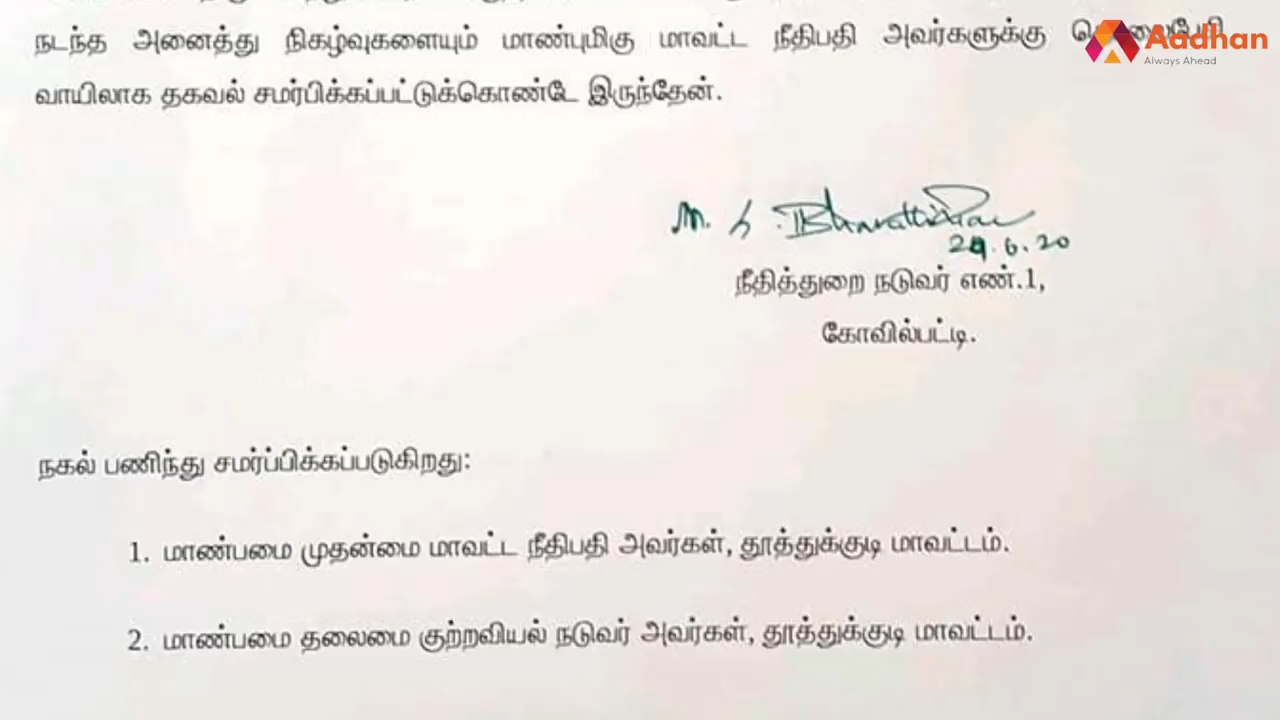 நடந்த அனைத்து நிகழ்வுகளையும் மாண்புமிகு மாவட்ட நீதிபதி அவர்களுக்கு
Aadhan
Always Ahead
வாயிலாக தகவல் சமர்பிக்கப்பட்டுக்கொண்டே இருந்தேன்.
M. S. Bharathidasan
24.6.20
நீதித்துறை நடுவர் எண்.1,
கோவில்பட்டி.
நகல் பணிந்து சமர்ப்பிக்கப்படுகிறது:
1. மாண்பமை முதன்மை மாவட்ட நீதிபதி அவர்கள், தூத்துக்குடி மாவட்டம்.
2. மாண்பமை தலைமை குற்றவியல் நடுவர் அவர்கள், தூத்துக்குடி மாவட்டம்.